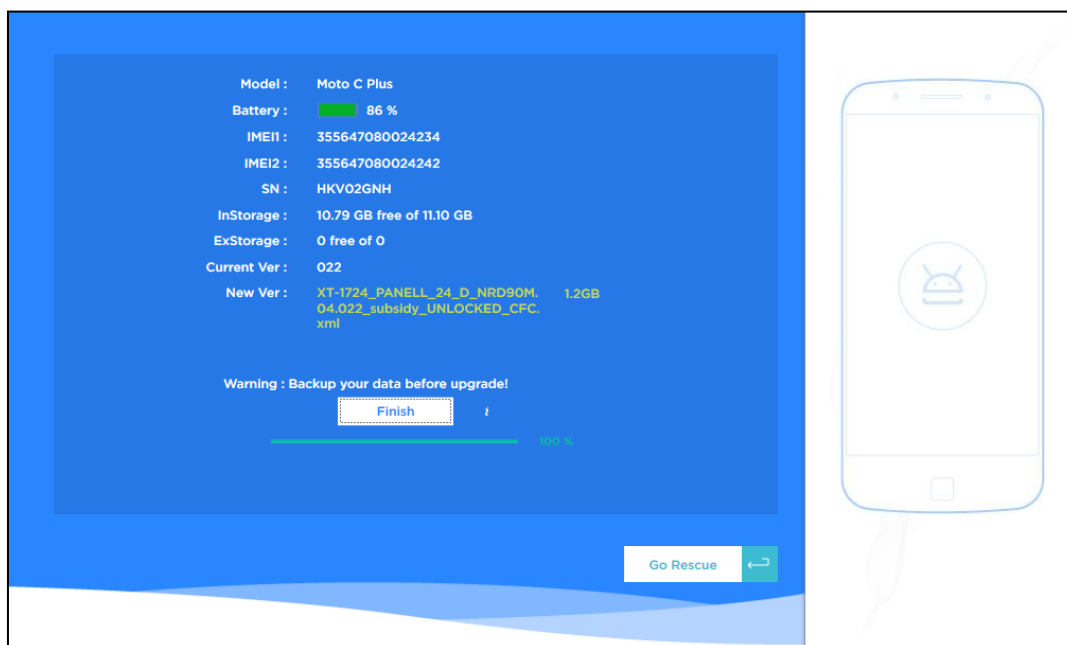 Model : Moto C Plus
Battery : 86 %
IMEI1 : 355647080024234
IMEI2 : 355647080024242
SN : HKV02GNH
InStorage : 10.79 GB free of 11.10 GB
ExStorage : 0 free of 0
Current Ver : 022
New Ver : XT-1724_PANELL_24_D_NRD90M. 1.2GB
04.022_subsidy_UNLOCKED_CFC.
xml
Warning : Backup your data before upgrade!
Finish i
100 %
Go Rescue